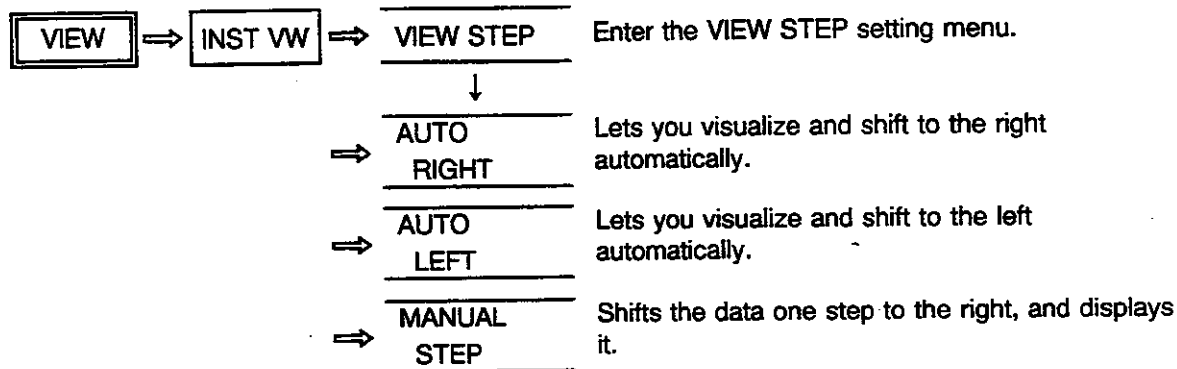 VIEW ⇒ INST VW ⇒ VIEW STEP Enter the VIEW STEP setting menu.
↓
⇒ AUTO Lets you visualize and shift to the right
RIGHT automatically.
⇒ AUTO Lets you visualize and shift to the left
LEFT automatically.
⇒ MANUAL Shifts the data one step to the right, and displays
STEP it.